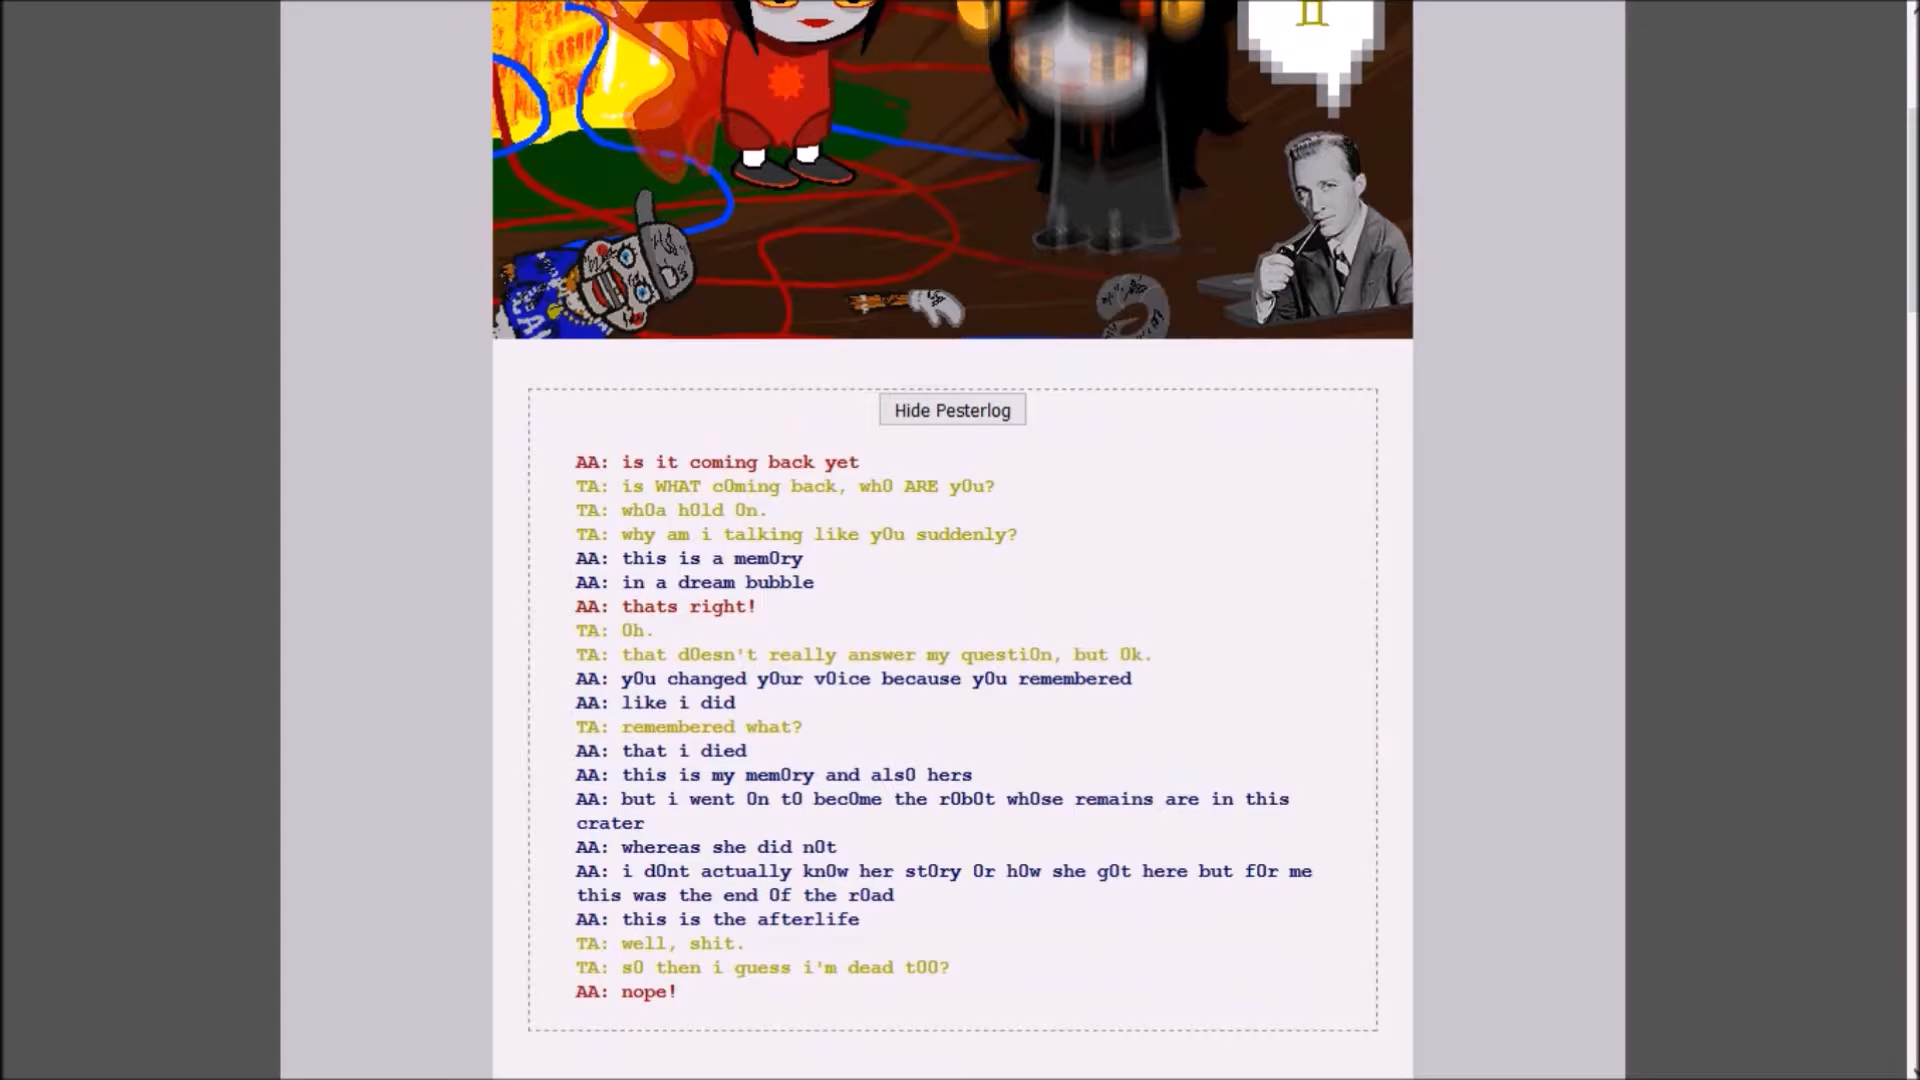 Hide Pesterlog
AA: is it coming back yet
TA: is WHAT c0ming back, wh0 ARE y0u?
TA: wh0a h0ld 0n.
TA: why am i talking like y0u suddenly?
AA: this is a mem0ry
AA: in a dream bubble
AA: thats right!
TA: 0h.
TA: that d0esn't really answer my questi0n, but 0k.
AA: y0u changed y0ur v0ice because y0u remembered
AA: like i did
TA: remembered what?
AA: that i died
AA: this is my mem0ry and als0 hers
AA: but i went 0n t0 bec0me the r0b0t wh0se remains are in this
crater
AA: whereas she did n0t
AA: i d0nt actually kn0w her st0ry 0r h0w she g0t here but f0r me
this was the end 0f the r0ad
AA: this is the afterlife
TA: well, shit.
TA: s0 then i guess i'm dead t00?
AA: nope!